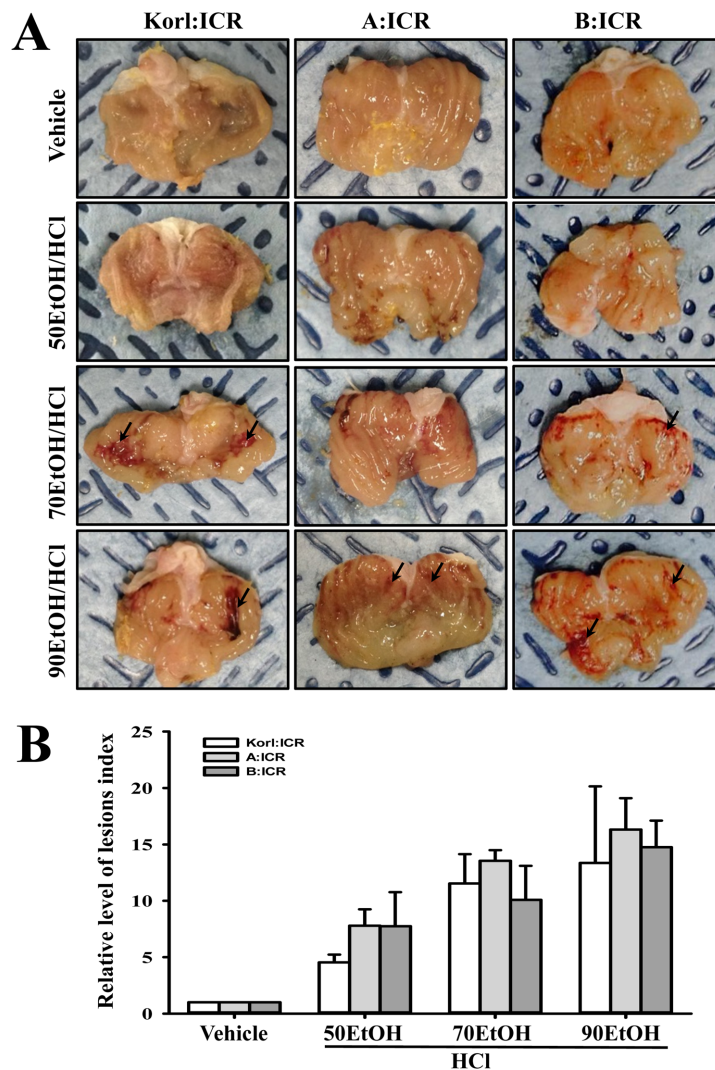 A
Korl:ICR
A:ICR
B:ICR
Vehicle
50EtOH/HCl
70EtOH/HCl
90EtOH/HCl
B
Relative level of lesions index
25
20
15
10
5
0
Korl:ICR
A:ICR
B:ICR
Vehicle
50EtOH
70EtOH
90EtOH
HCl